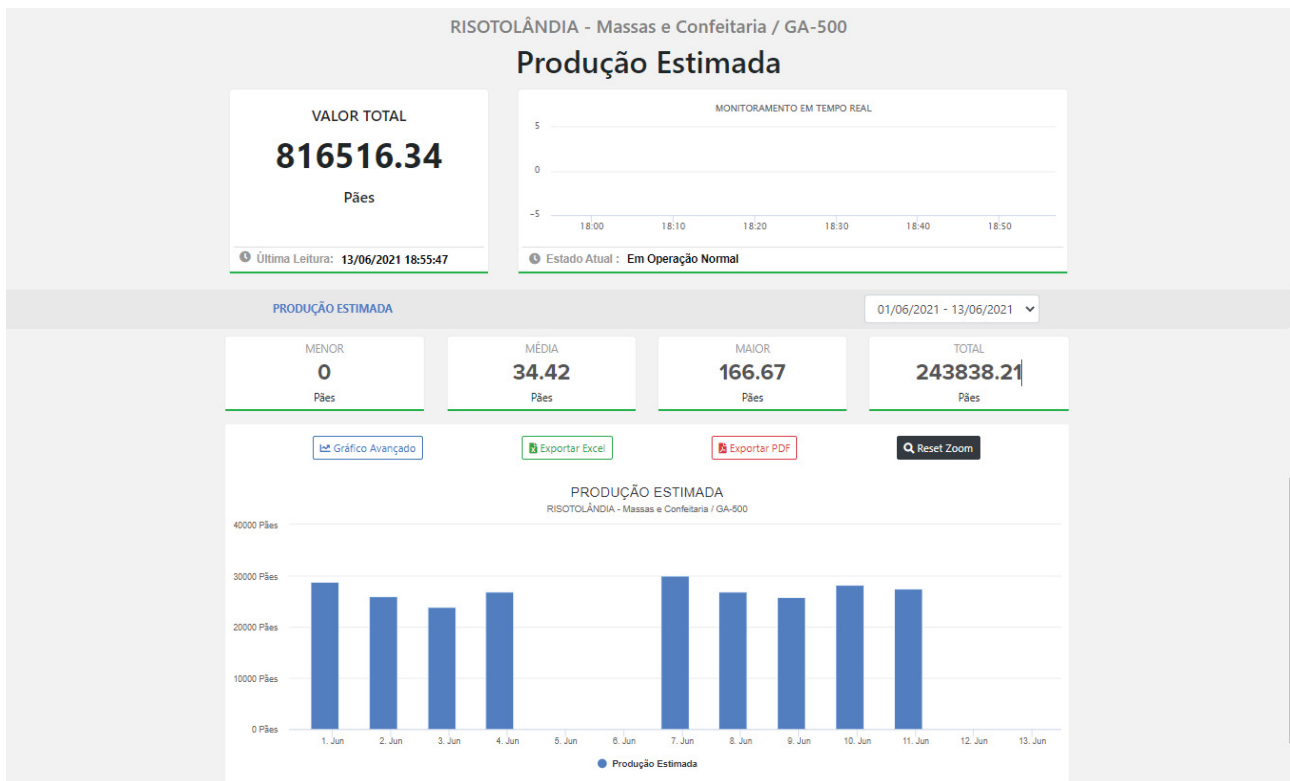 RISOTOLÂNDIA - Massas e Confeitaria / GA-500
Produção Estimada
VALOR TOTAL
816516.34
Pães
Última Leitura: 13/06/2021 18:55:47
MONITORAMENTO EM TEMPO REAL
5
0
-5
18:00 18:10 18:20 18:30 18:40 18:50
Estado Atual : Em Operação Normal
PRODUÇÃO ESTIMADA
01/06/2021 - 13/06/2021
MENOR
0
Pães
MÉDIA
34.42
Pães
MAIOR
166.67
Pães
TOTAL
243838.21
Pães
Gráfico Avançado
Exportar Excel
Exportar PDF
Reset Zoom
PRODUÇÃO ESTIMADA
RISOTOLÂNDIA - Massas e Confeitaria / GA-500
40000 Pães
30000 Pães
20000 Pães
10000 Pães
0 Pães
1. Jun 2. Jun 3. Jun 4. Jun 5. Jun 6. Jun 7. Jun 8. Jun 9. Jun 10. Jun 11. Jun 12. Jun 13. Jun
Produção Estimada